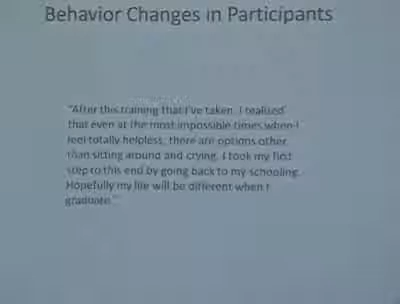 Behavior Changes in Participants
"After this training that I've taken, I realized
that even at the most impossible times when I
feel totally helpless, there are options other
than sitting around and crying. I took my first
step to this end by going back to my schooling.
Hopefully my life will be different when I
graduate."